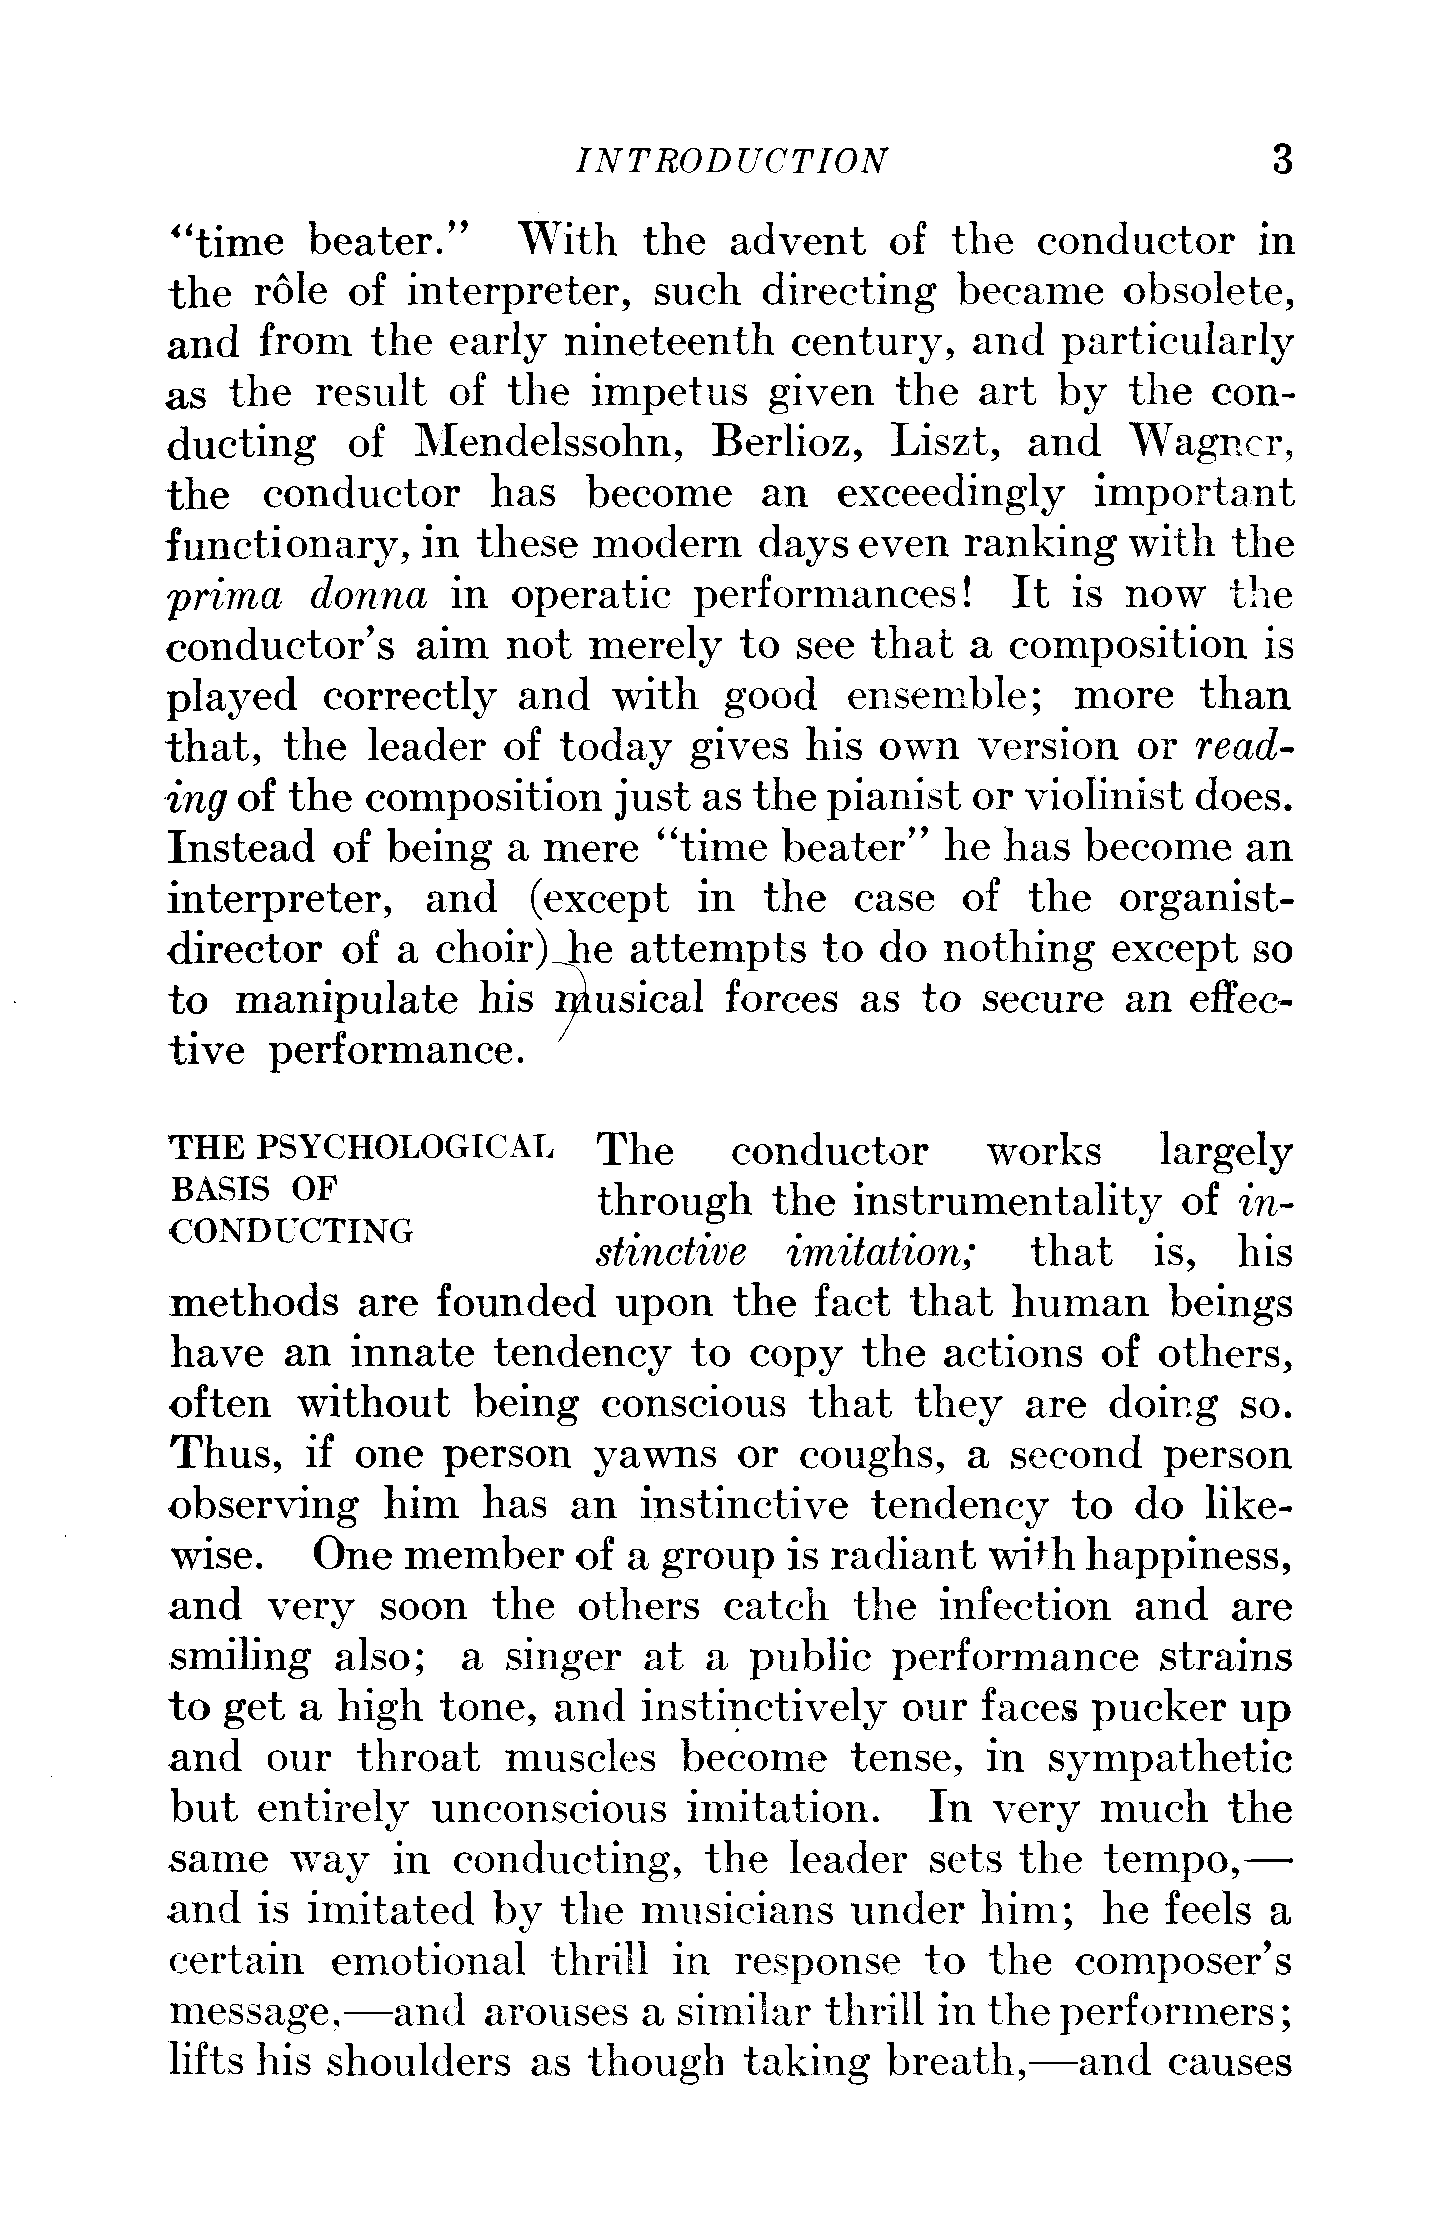 INTRODUCTION 3
“time beater.” With the advent of the conductor in
the rôle of interpreter, such directing became obsolete,
and from the early nineteenth century, and particularly
as the result of the impetus given the art by the con-
ducting of Mendelssohn, Berlioz, Liszt, and Wagner,
the conductor has become an exceedingly important
functionary, in these modern days even ranking with the
prima donna in operatic performances! It is now the
conductor's aim not merely to see that a composition is
played correctly and with good ensemble; more than
that, the leader of today gives his own version or read-
ing of the composition just as the pianist or violinist does.
Instead of being a mere “time beater” he has become an
interpreter, and (except in the case of the organist-
director of a choir) he attempts to do nothing except so
to manipulate his musical forces as to secure an effec-
tive performance.
THE PSYCHOLOGICAL
BASIS OF
CONDUCTING
The conductor works largely
through the instrumentality of in-
stinctive imitation; that is, his
methods are founded upon the fact that human beings
have an innate tendency to copy the actions of others,
often without being conscious that they are doing so.
Thus, if one person yawns or coughs, a second person
observing him has an instinctive tendency to do like-
wise. One member of a group is radiant with happiness,
and very soon the others catch the infection and are
smiling also; a singer at a public performance strains
to get a high tone, and instinctively our faces pucker up
and our throat muscles become tense, in sympathetic
but entirely unconscious imitation. In very much the
same way in conducting, the leader sets the tempo,—
and is imitated by the musicians under him; he feels a
certain emotional thrill in response to the composer's
message,—and arouses a similar thrill in the performers;
lifts his shoulders as though taking breath,—and causes